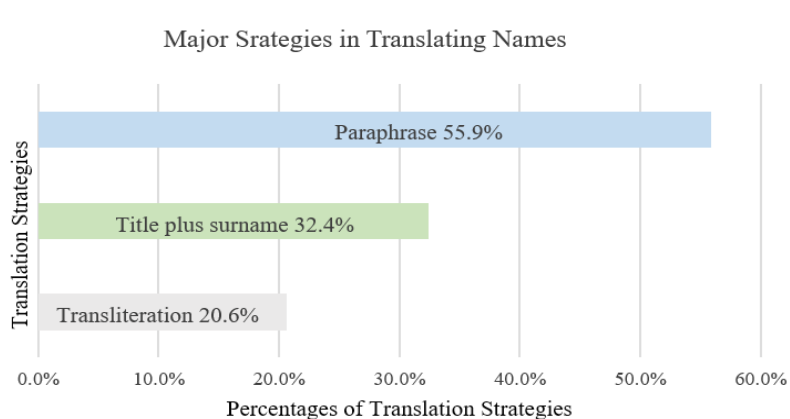 Major Srategies in Translating Names
Translation Strategies
Paraphrase 55.9%
Title plus surname 32.4%
Transliteration 20.6%
0.0% 10.0% 20.0% 30.0% 40.0% 50.0% 60.0%
Percentages of Translation Strategies